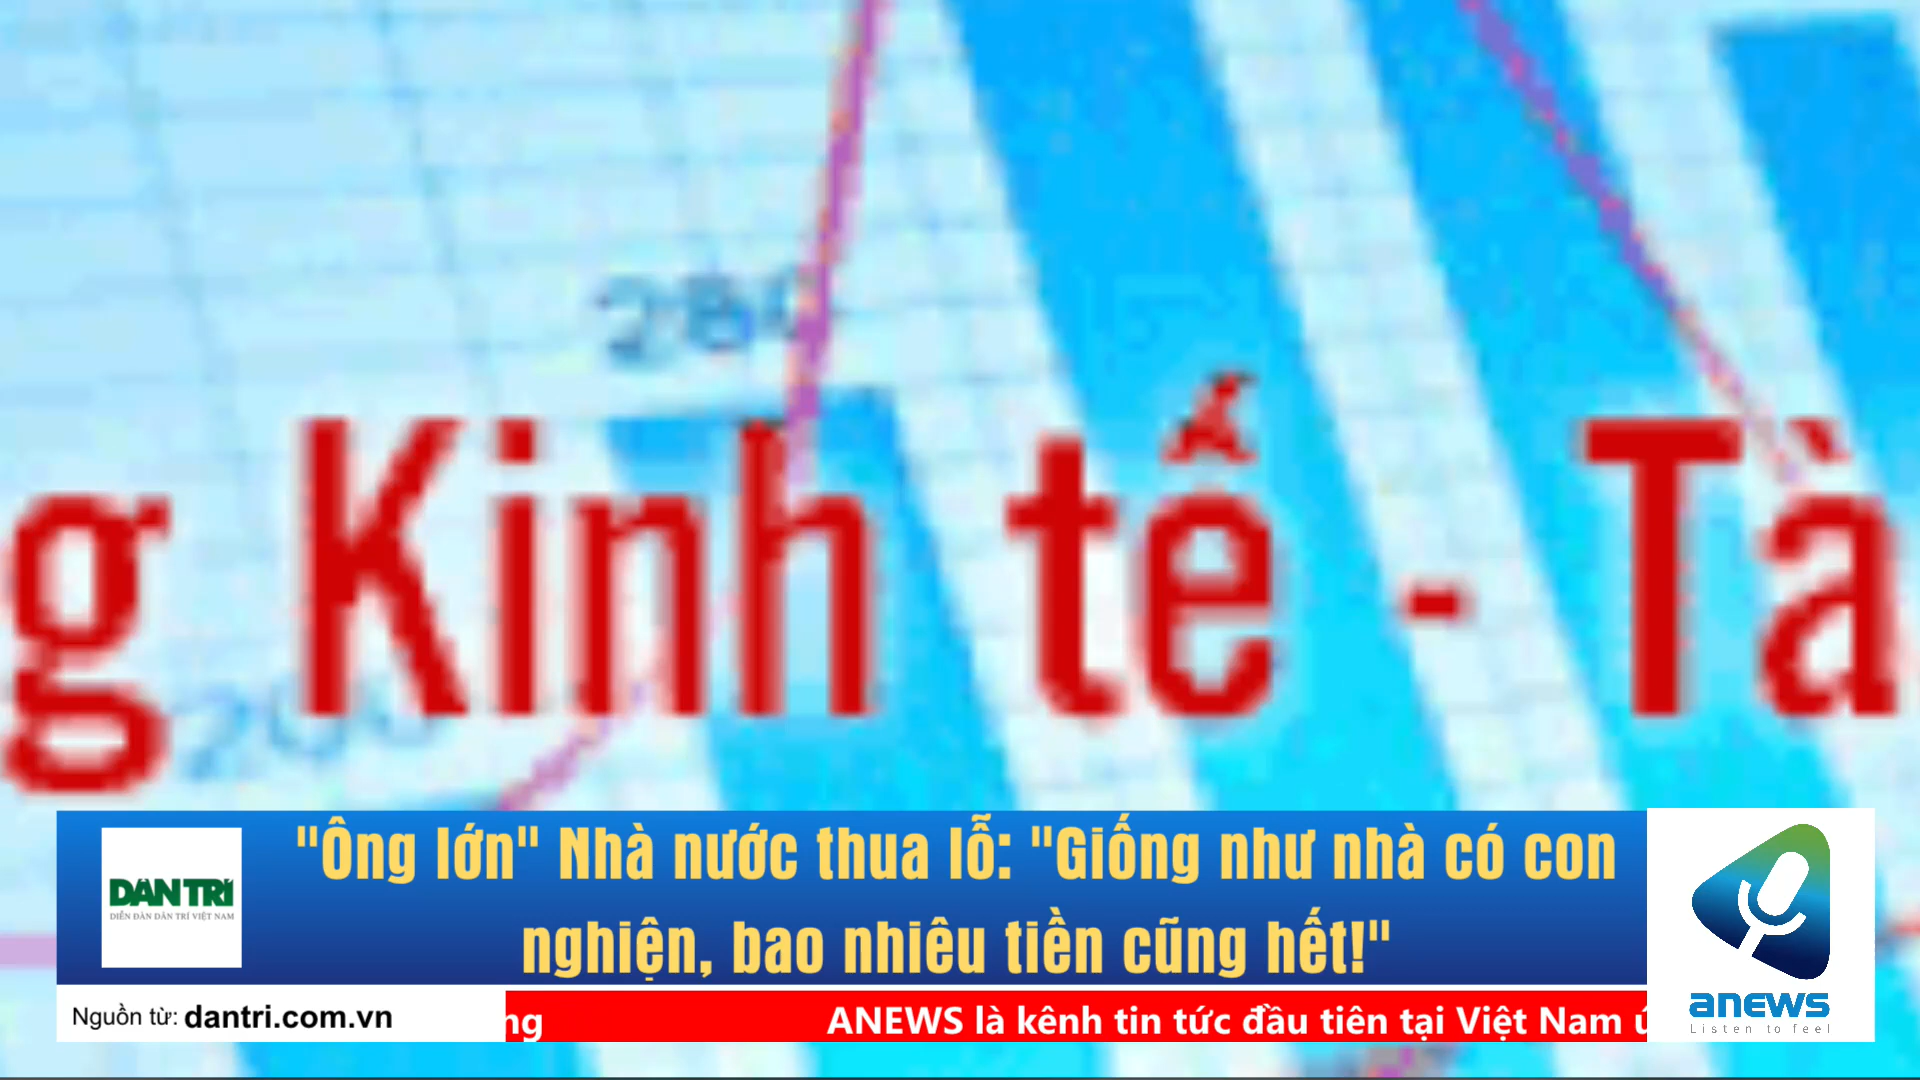 280
g Kinh tế - Tà
200
"Ông lớn" Nhà nước thua lỗ: "Giống như nhà có con
nghiện, bao nhiêu tiền cũng hết!"
DÂN TRÍ
DIỄN ĐÀN DÂN TRÍ VIỆT NAM
Nguồn từ: dantri.com.vn
ng ANEWS là kênh tin tức đầu tiên tại Việt Nam ứ
anews
Listen to feel